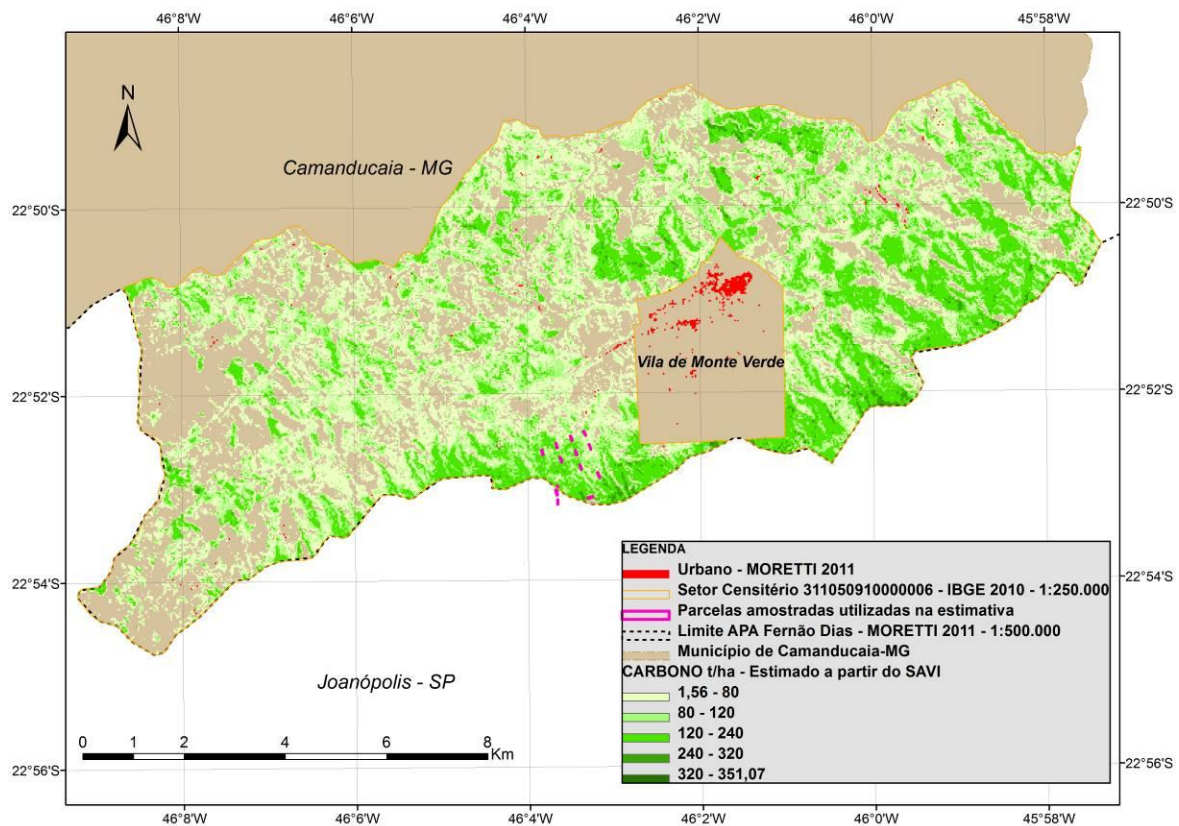 46°8'W 46°6'W 46°4'W 46°2'W 46°0'W 45°58'W
N
Camanducaia - MG
22°50'S 22°50'S
Vila de Monte Verde
22°52'S 22°52'S
22°54'S 22°54'S
Joanópolis - SP
0 1 2 4 6 8
Km
22°56'S 22°56'S
LEGENDA
Urbano - MORETTI 2011
Setor Censitério 311050910000006 - IBGE 2010 - 1:250.000
Parcelas amostradas utilizadas na estimativa
Limite APA Fernão Dias - MORETTI 2011 - 1:500.000
Município de Camanducaia-MG
CARBONO t/ha - Estimado a partir do SAVI
1,56 - 80
80 - 120
120 - 240
240 - 320
320 - 351,07
46°8'W 46°6'W 46°4'W 46°2'W 46°0'W 45°58'W